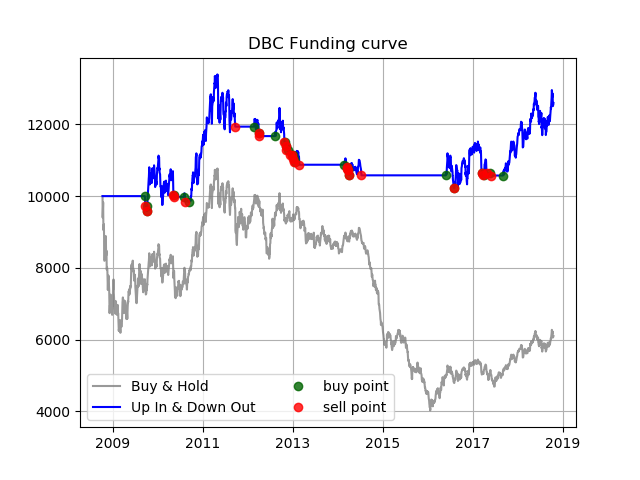 DBC Funding curve
12000
10000
8000
6000
4000
Buy & Hold
Up In & Down Out
buy point
sell point
2009 2011 2013 2015 2017 2019